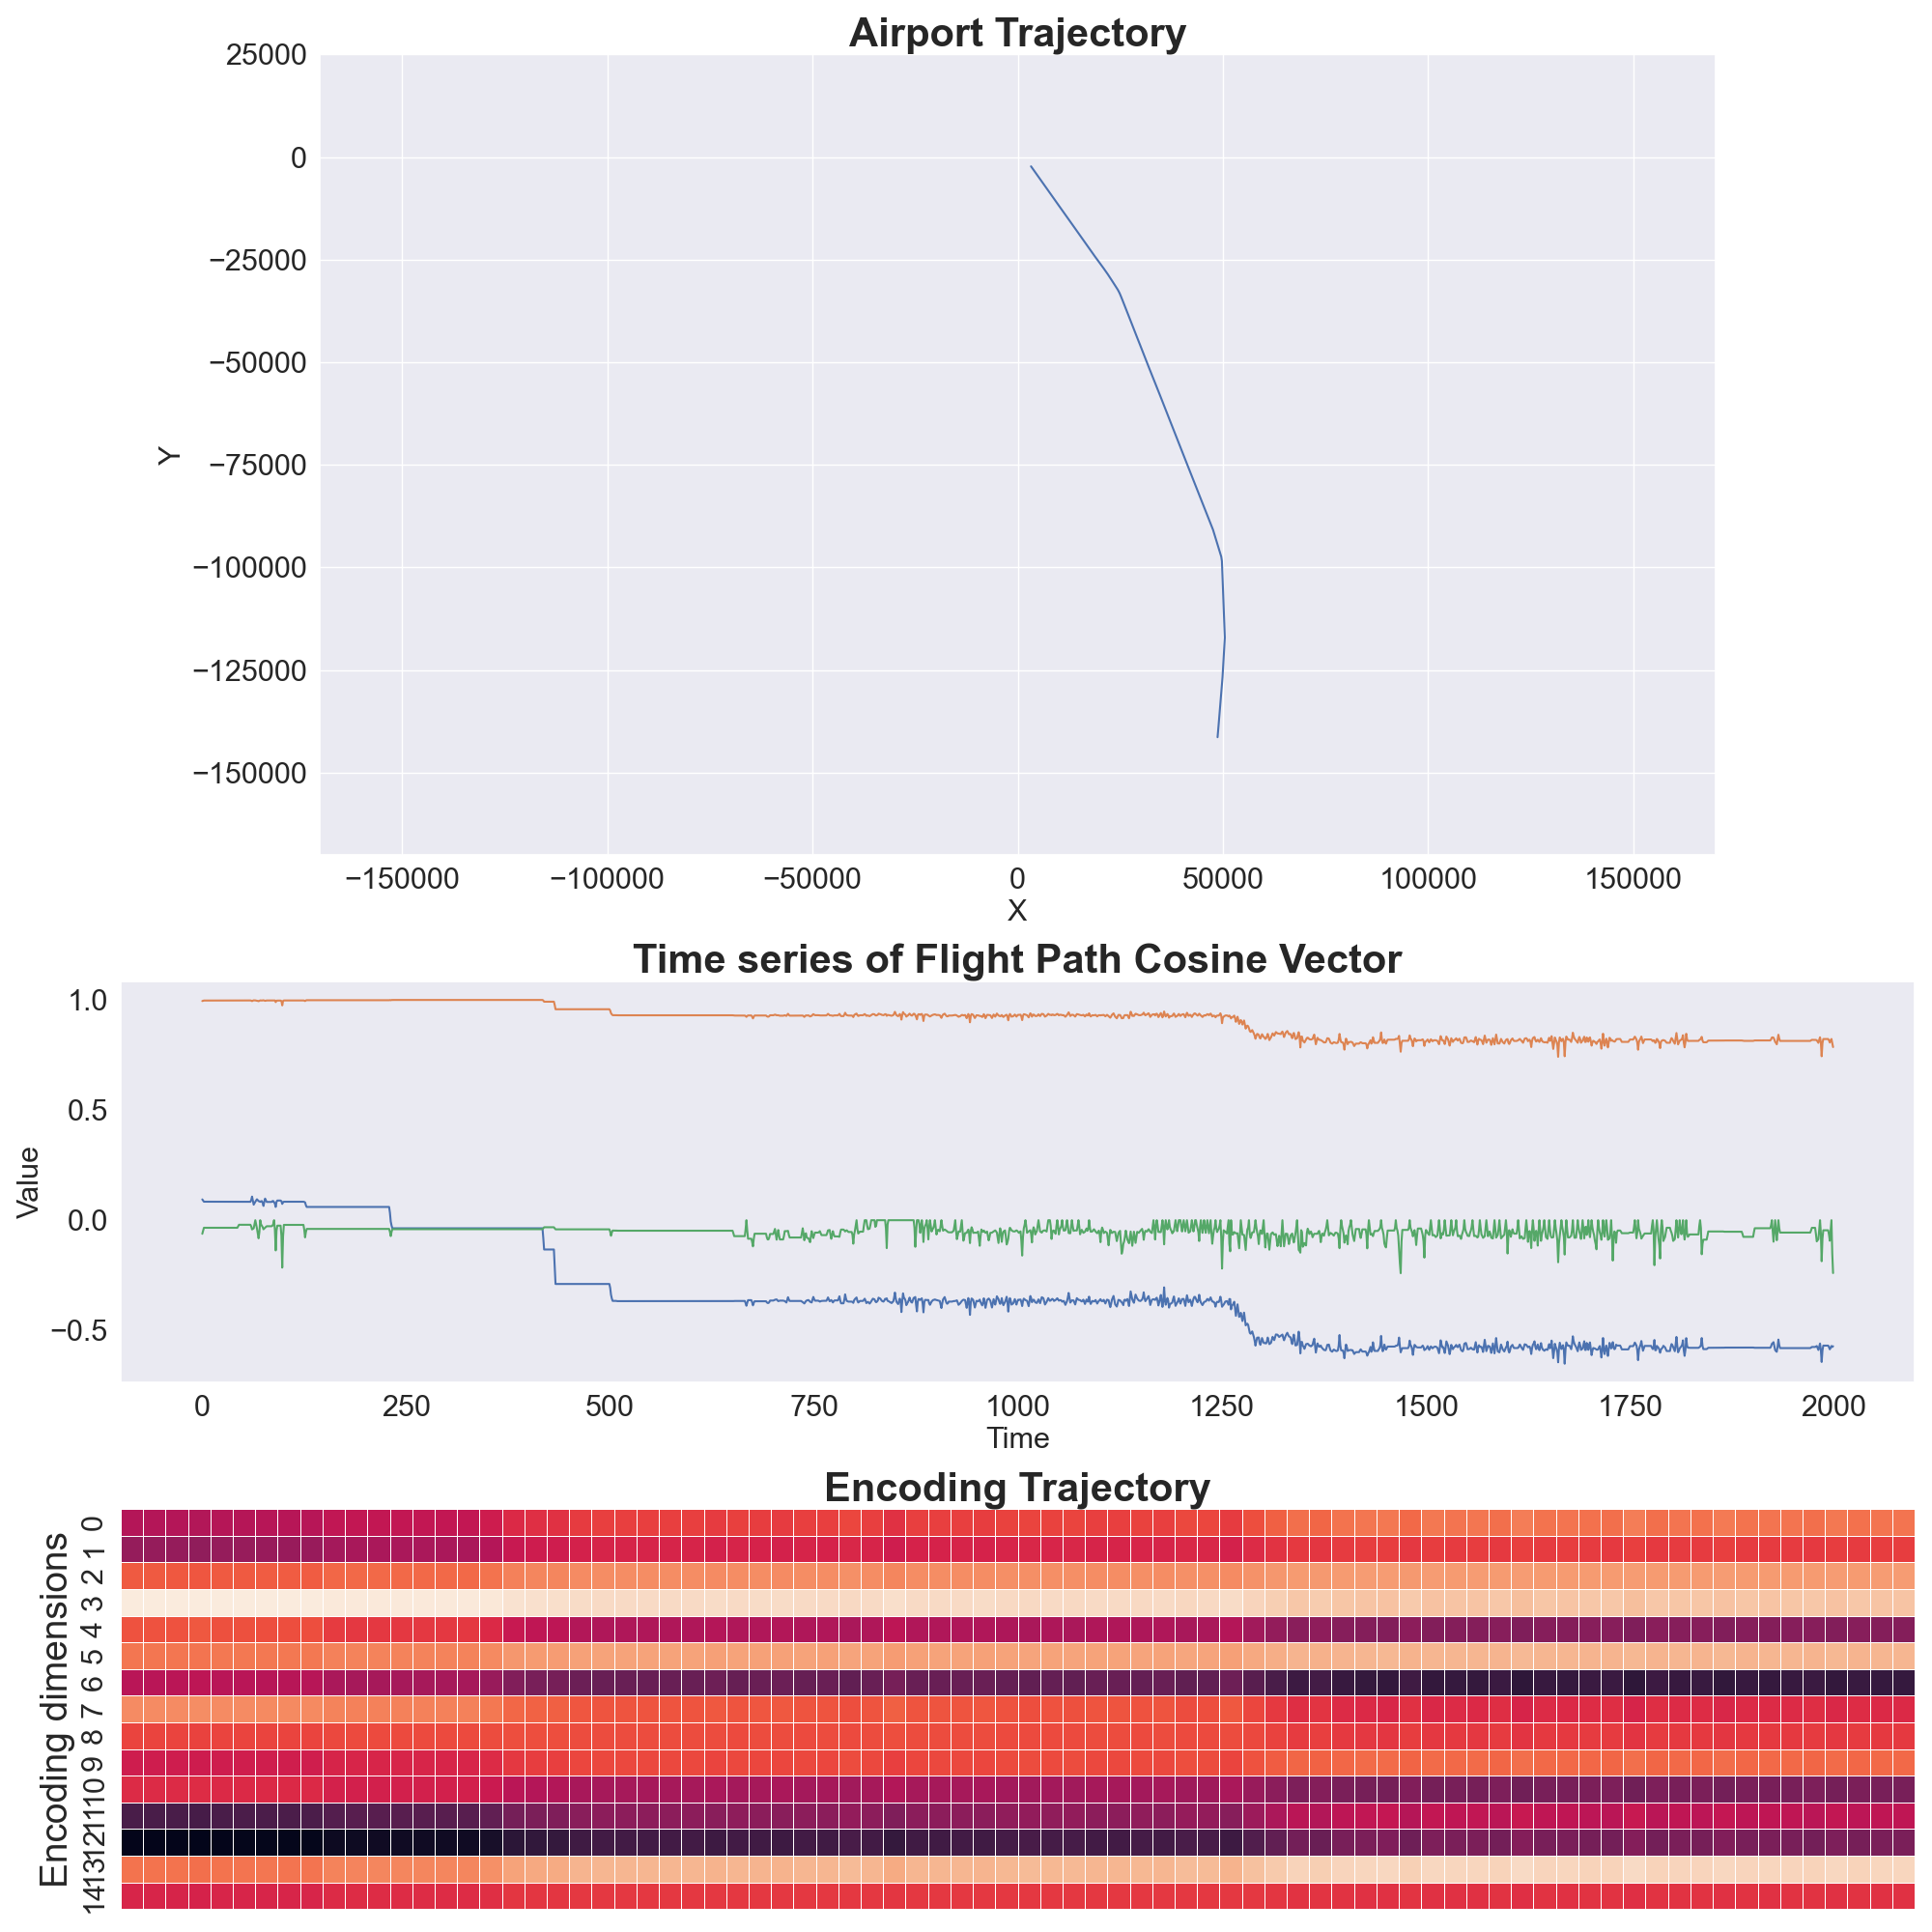 Airport Trajectory
25000
0
−25000
−50000
−75000
−100000
−125000
−150000
Y
−150000 −100000 −50000 0 50000 100000 150000
X
Time series of Flight Path Cosine Vector
1.0
0.5
0.0
−0.5
Value
0 250 500 750 1000 1250 1500 1750 2000
Time
Encoding Trajectory
Encoding dimensions
0
1
2
3
4
5
6
7
8
9
10
11
12
13
14